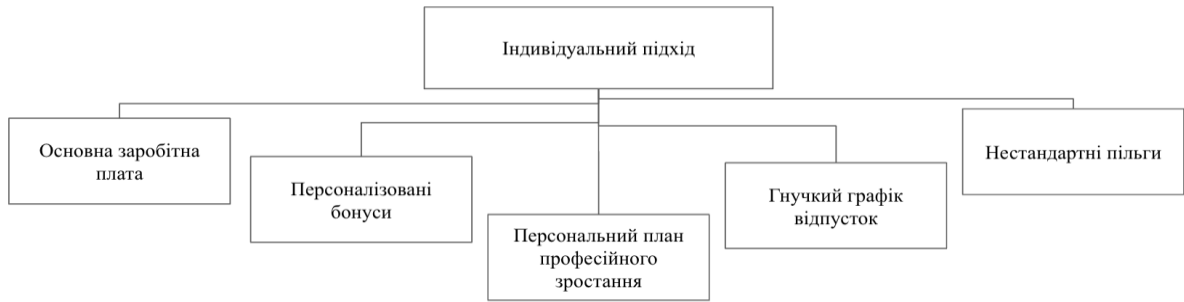 Індивідуальний підхід
Основна заробітна
плата
Персоналізовані
бонуси
Персональний план
професійного
зростання
Гнучкий графік
відпусток
Нестандартні пільги